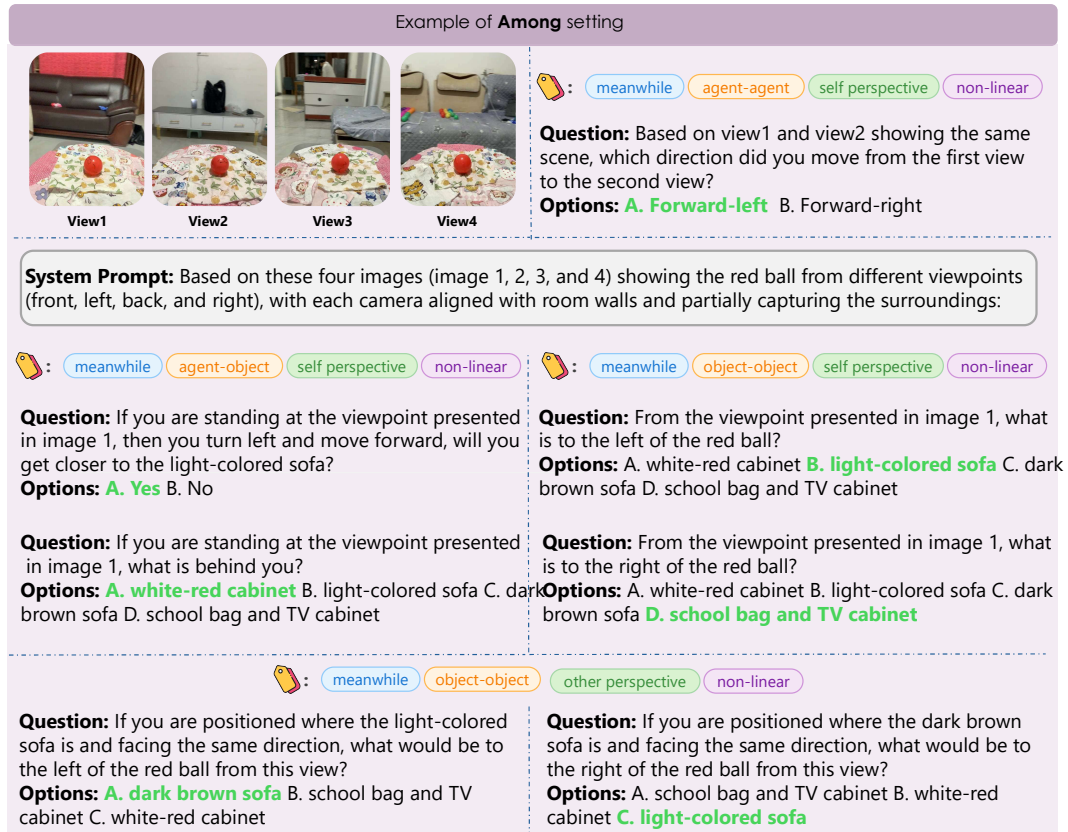 Example of Among setting
View1 View2 View3 View4
: meanwhile agent-agent self perspective non-linear
Question: Based on view1 and view2 showing the same
scene, which direction did you move from the first view
to the second view?
Options: A. Forward-left B. Forward-right
System Prompt: Based on these four images (image 1, 2, 3, and 4) showing the red ball from different viewpoints
(front, left, back, and right), with each camera aligned with room walls and partially capturing the surroundings:
: meanwhile agent-object self perspective non-linear
Question: If you are standing at the viewpoint presented
in image 1, then you turn left and move forward, will you
get closer to the light-colored sofa?
Options: A. Yes B. No
Question: If you are standing at the viewpoint presented
in image 1, what is behind you?
Options: A. white-red cabinet B. light-colored sofa C. dark
brown sofa D. school bag and TV cabinet
: meanwhile object-object self perspective non-linear
Question: From the viewpoint presented in image 1, what
is to the left of the red ball?
Options: A. white-red cabinet B. light-colored sofa C. dark
brown sofa D. school bag and TV cabinet
Question: From the viewpoint presented in image 1, what
is to the right of the red ball?
Options: A. white-red cabinet B. light-colored sofa C. dark
brown sofa D. school bag and TV cabinet
: meanwhile object-object other perspective non-linear
Question: If you are positioned where the light-colored
sofa is and facing the same direction, what would be to
the left of the red ball from this view?
Options: A. dark brown sofa B. school bag and TV
cabinet C. white-red cabinet
Question: If you are positioned where the dark brown
sofa is and facing the same direction, what would be to
the right of the red ball from this view?
Options: A. school bag and TV cabinet B. white-red
cabinet C. light-colored sofa